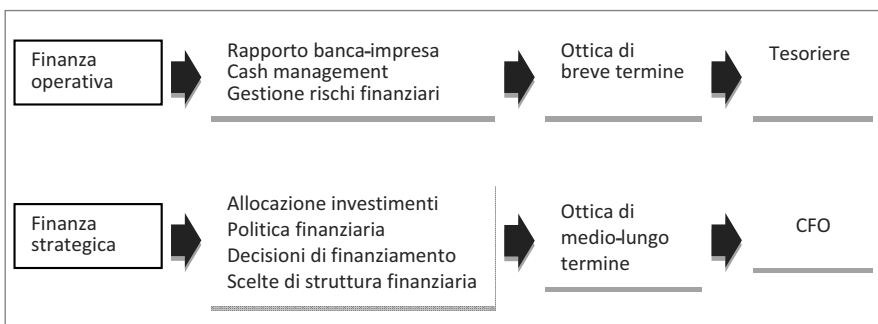 Finanza
operativa
Rapporto banca-impresa
Cash management
Gestione rischi finanziari
Ottica di
breve termine
Tesoriere
Finanza
strategica
Allocazione investimenti
Politica finanziaria
Decisioni di finanziamento
Scelte di struttura finanziaria
Ottica di
medio-lungo
termine
CFO